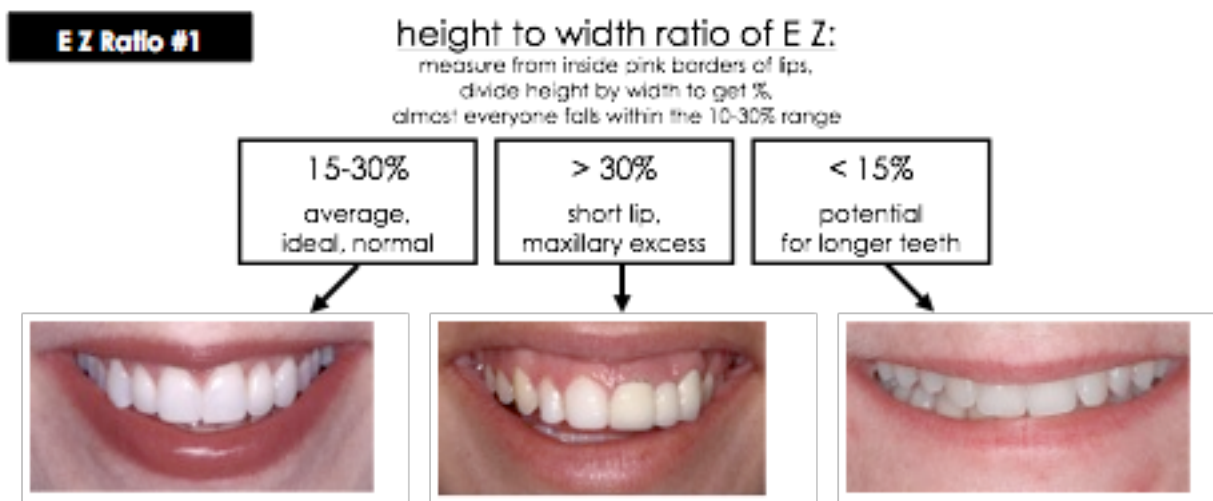 E Z Ratio #1
height to width ratio of E Z:
measure from inside pink borders of lips,
divide height by width to get %,
almost everyone falls within the 10-30% range
15-30%
average,
ideal, normal
> 30%
short lip,
maxillary excess
< 15%
potential
for longer teeth